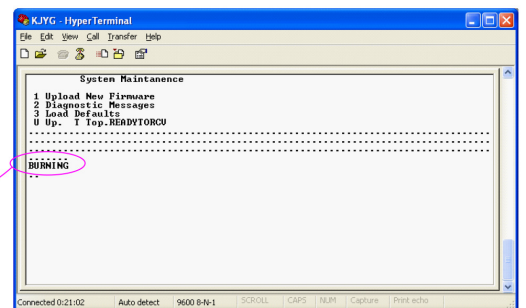 KJYG - HyperTerminal
File Edit View Call Transfer Help
System Maintanence
1 Upload New Firmware
2 Diagnostic Messages
3 Load Defaults
U Up. T Top.READYTORCV
................................................................
................................................................
................................................................
.......
BURNING
..
Connected 0:21:02 Auto detect 9600 8-N-1 SCROLL CAPS NUM Capture Print echo